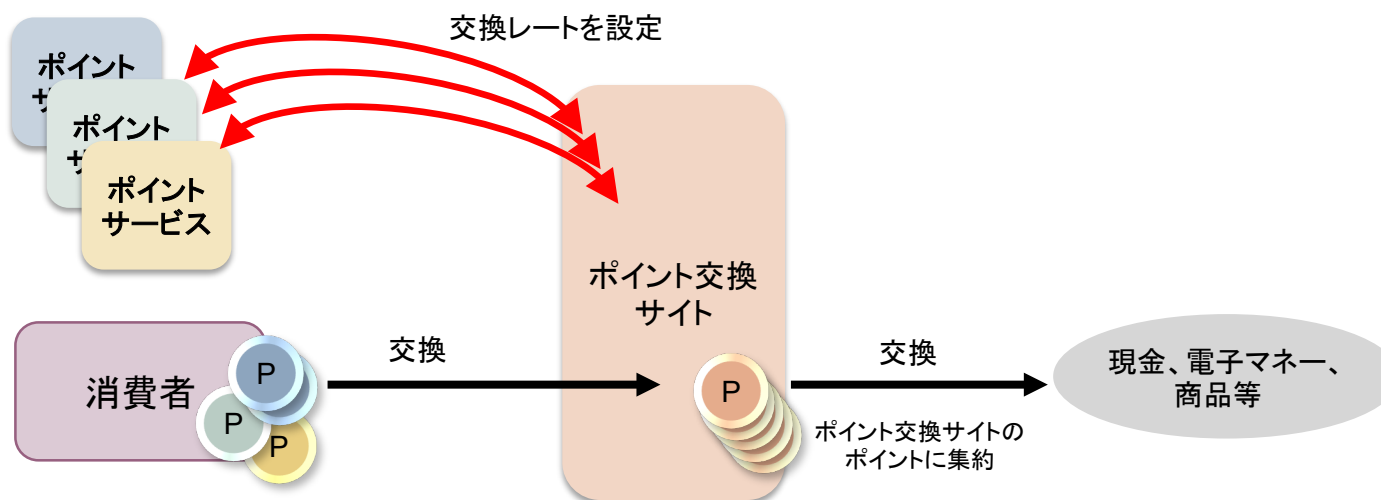 交換レートを設定
ポイント
サ
ポイント
サ
ポイント
サービス
ポイント交換
サイト
消費者
P
P
P
交換
P
交換
ポイント交換サイトの
ポイントに集約
現金、電子マネー、
商品等